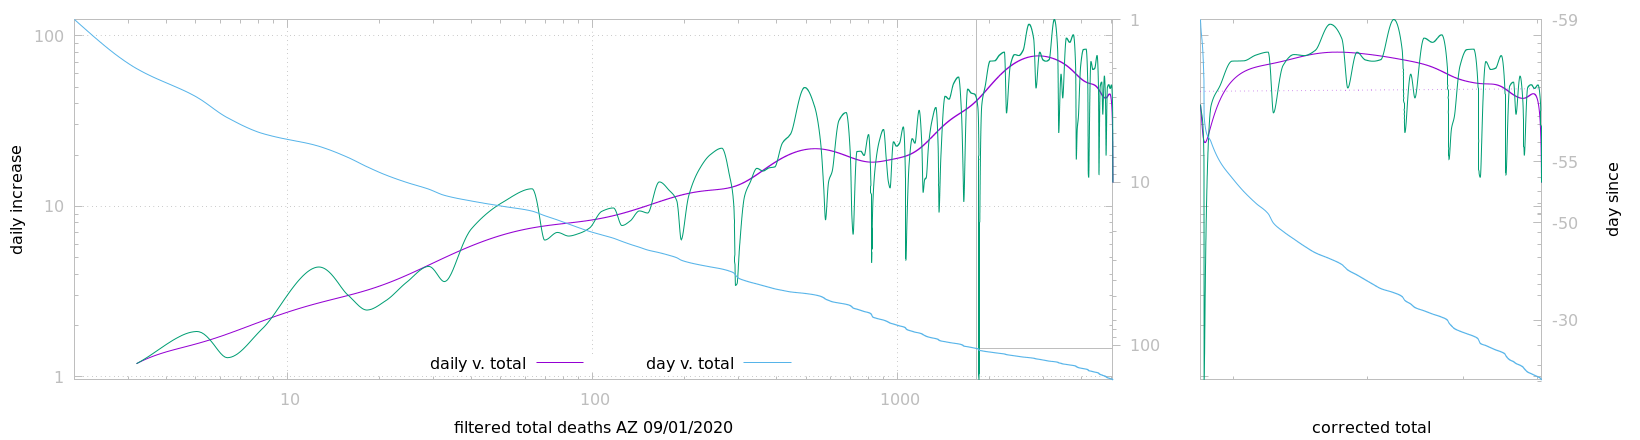 100
10
1
daily increase
10
100
1000
filtered total deaths AZ 09/01/2020
daily v. total
day v. total
1
10
100
-59
-55
-50
-30
day since
corrected total